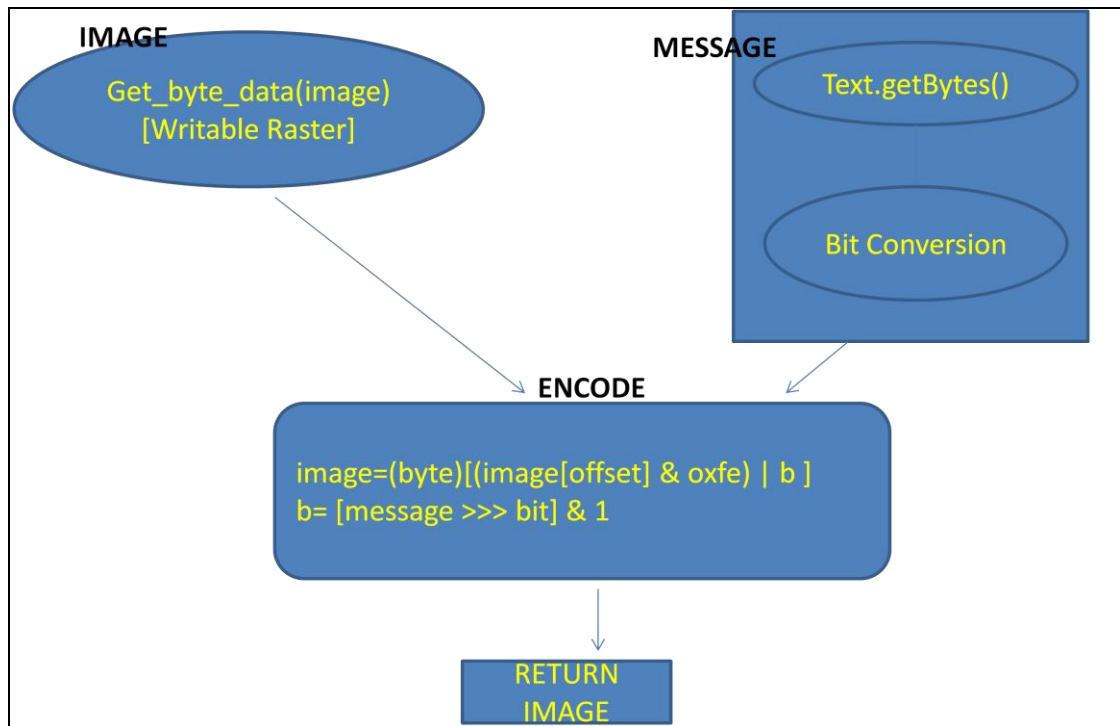 IMAGE
Get_byte_data(image)
[Writable Raster]
MESSAGE
Text.getBytes()
Bit Conversion
ENCODE
image=(byte)[(image[offset] & oxfe) | b ]
b= [message >>> bit] & 1
RETURN
IMAGE